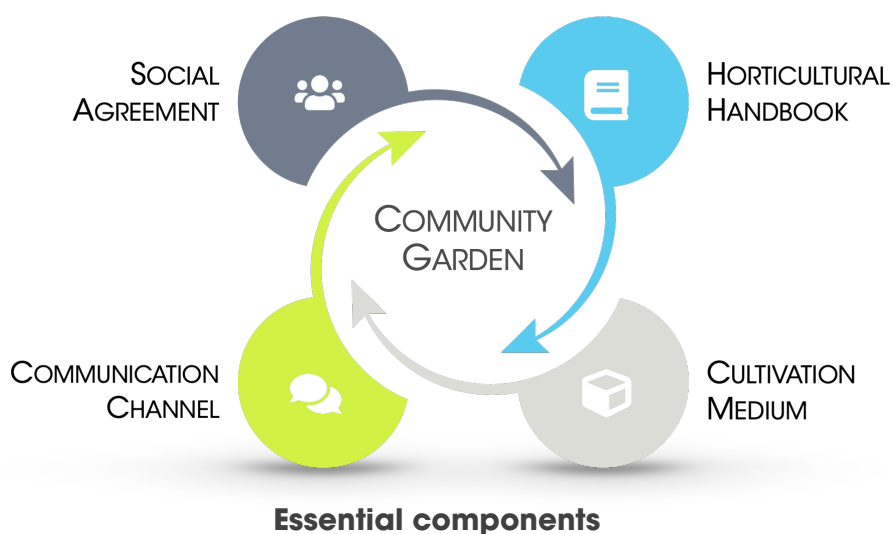 Social
Agreement
Horticultural
Handbook
Community
Garden
Communication
Channel
Cultivation
Medium
Essential components